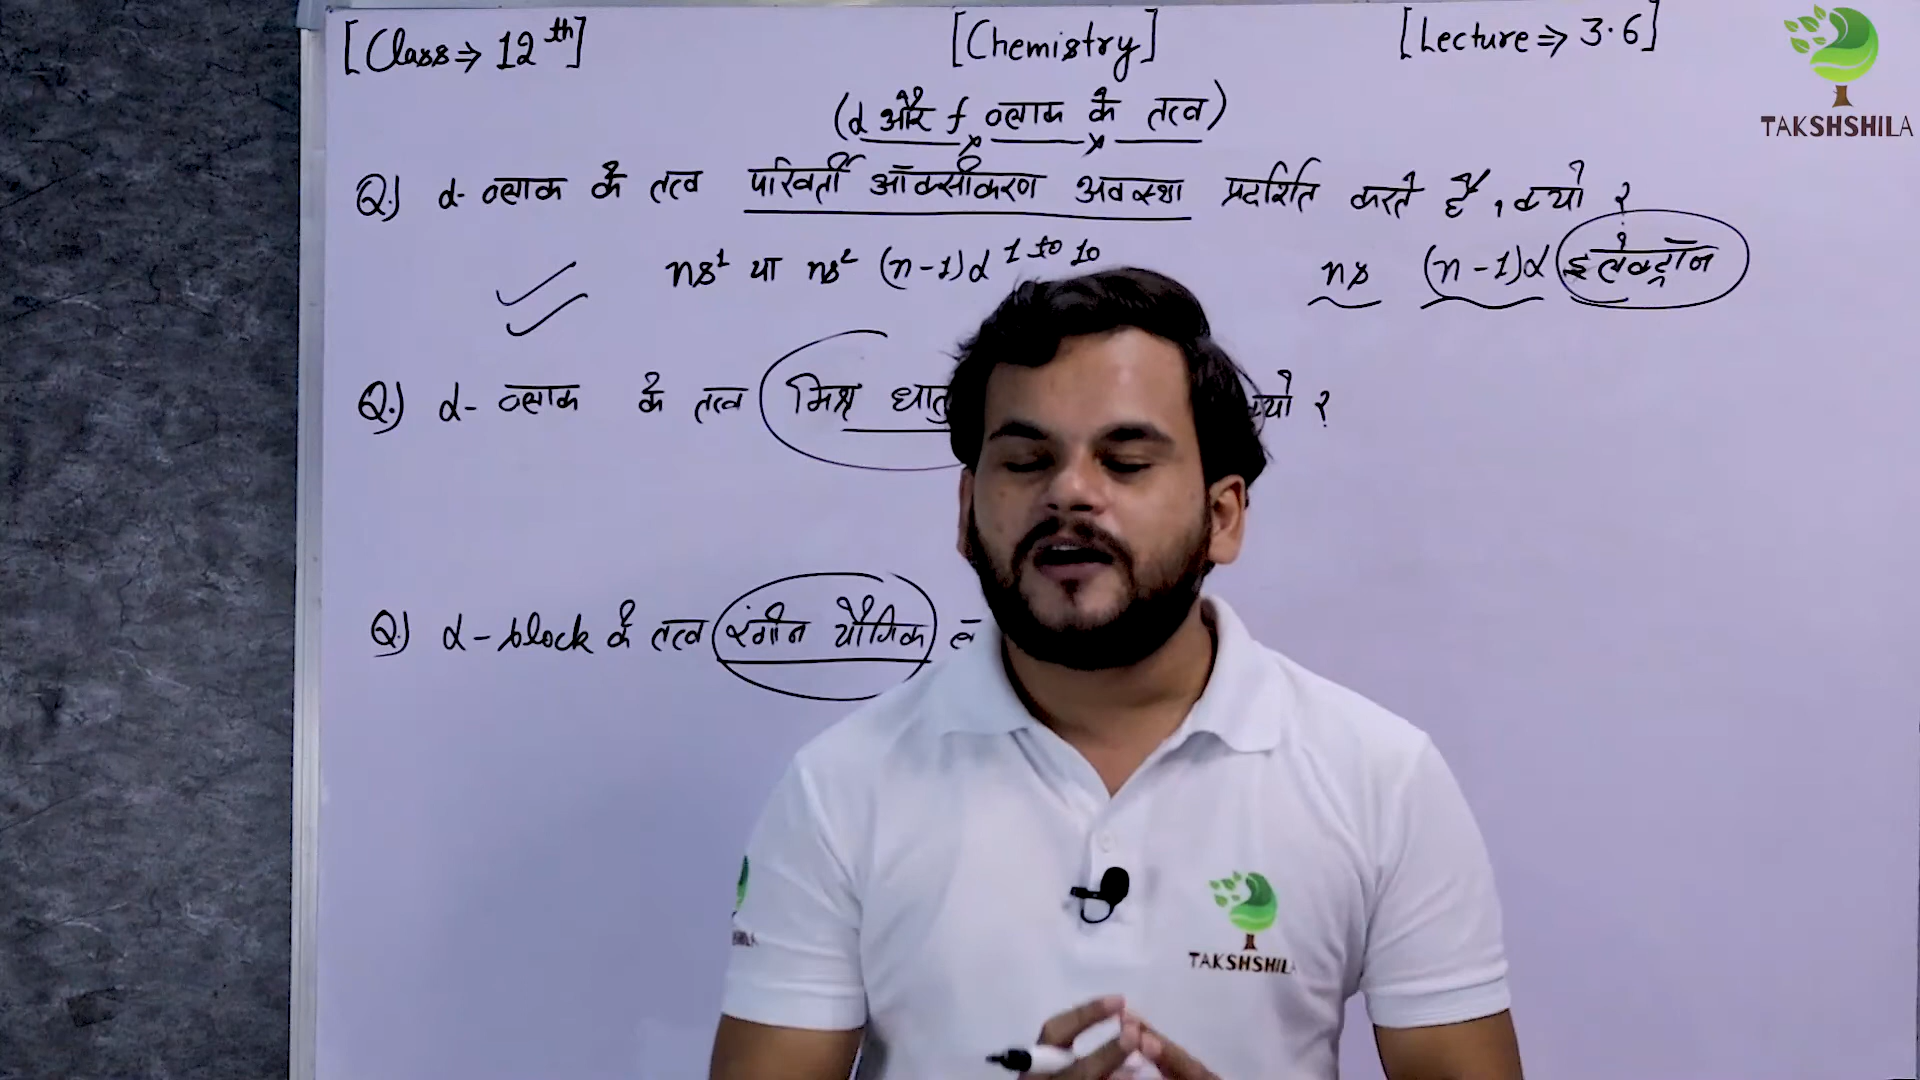 [Class ⇒ 12th] [Chemistry] [Lecture ⇒ 3.6]
TAKSHSHILA
(d और f ब्लाक के तत्व)
Q.) d- ब्लाक के तत्व परिवर्ती ऑक्सीकरण अवस्था प्रदर्शित करते हैं, क्यो ?
ns¹ या ns² (n-1)d 1 to 10 ns (n-1)d इलेक्ट्रॉन
Q.) d- ब्लाक के तत्व मिश्र धातु क्यो ?
Q.) d-block के तत्व रंगीन यौगिक
TAKSHSHILA